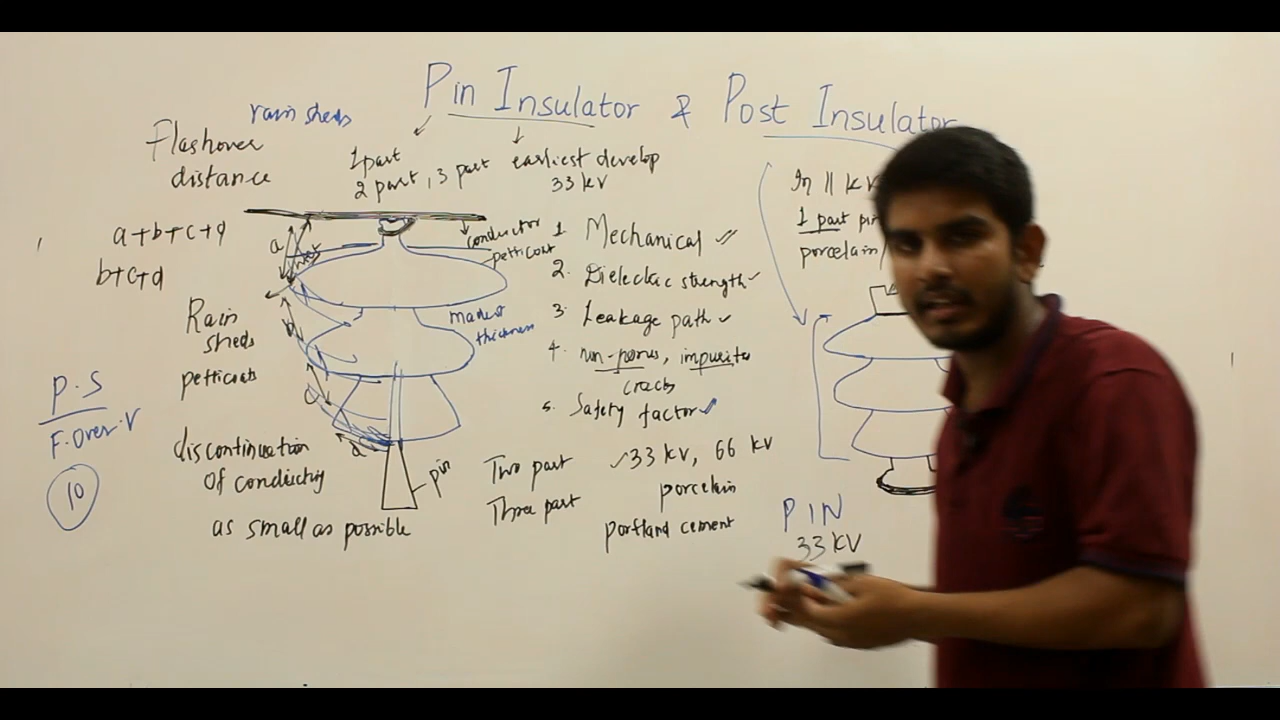 Pin Insulator & Post Insulator
rain sheds
Flashover
distance
1 part
2 part, 3 part
earliest develop
33 kV
a+b+c+d
b+c+d
a
b
c
d
conductor
petticoat
Rain
sheds
petticoats
P.S
F.Over.V
10
discontinuation
of conducting
as small as possible
pin
1. Mechanical
2. Dielectric strength
3. Leakage path
4. non-porus, impurites
cracks
5. Safety factor
Two part
33 kV, 66 kV
Three part
porcelain
portland cement
In 11 kV
1 part pi
porcelain
PIN
33 kV